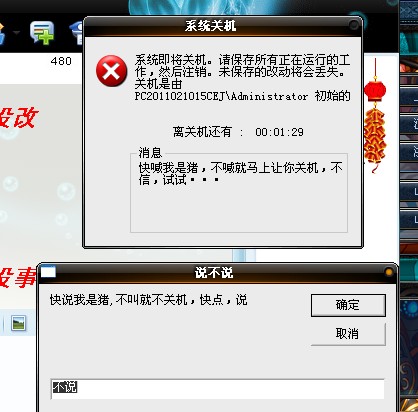 480
系统关机
系统即将关机。请保存所有正在运行的工
作，然后注销。未保存的改动将会丢失。
关机是由
PC2011021015CEJ\Administrator 初始的
没改
离关机还有 : 00:01:29
消息
快喊我是猪，不喊就马上让你关机，不
信，试试・・・
没事
说不说
快说我是猪,不叫就不关机，快点，说
确定
取消
不说